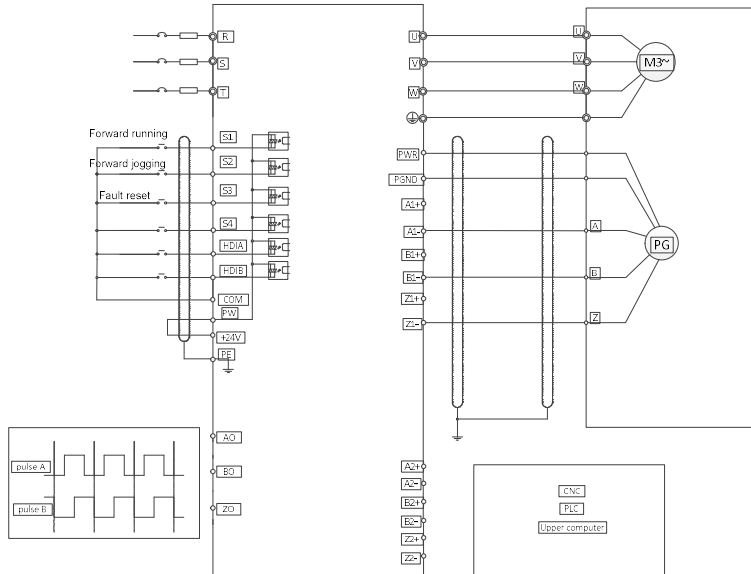 R
S
T
Forward running
S1
Forward jogging
S2
Fault reset
S3
S4
HDIA
HDIB
COM
PW
+24V
PE
pulse A
pulse B
AO
BO
ZO
U
V
W
PWR
PGND
A1+
A1-
B1+
B1-
Z1+
Z1-
A2+
A2-
B2+
B2-
Z2+
Z2-
U
V
W
M3~
A
B
Z
PG
CNC
PLC
Upper computer